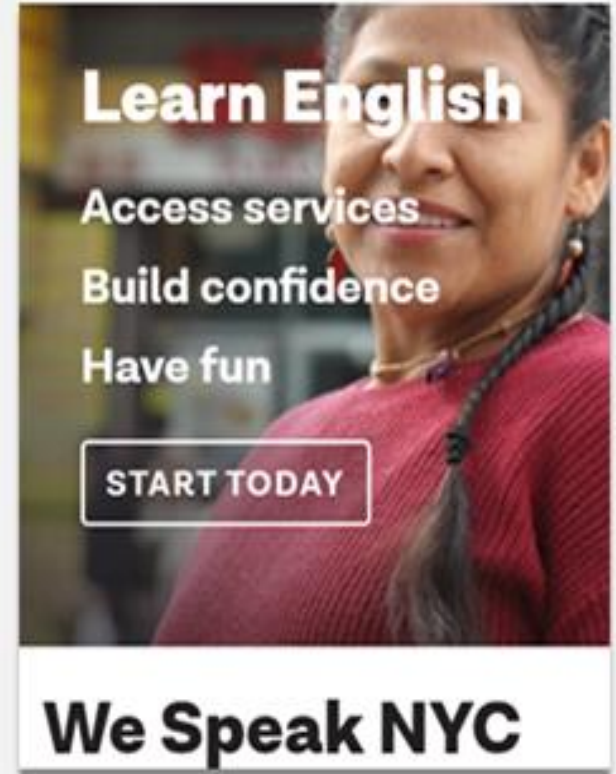 Learn English
Access services
Build confidence
Have fun
START TODAY
We Speak NYC